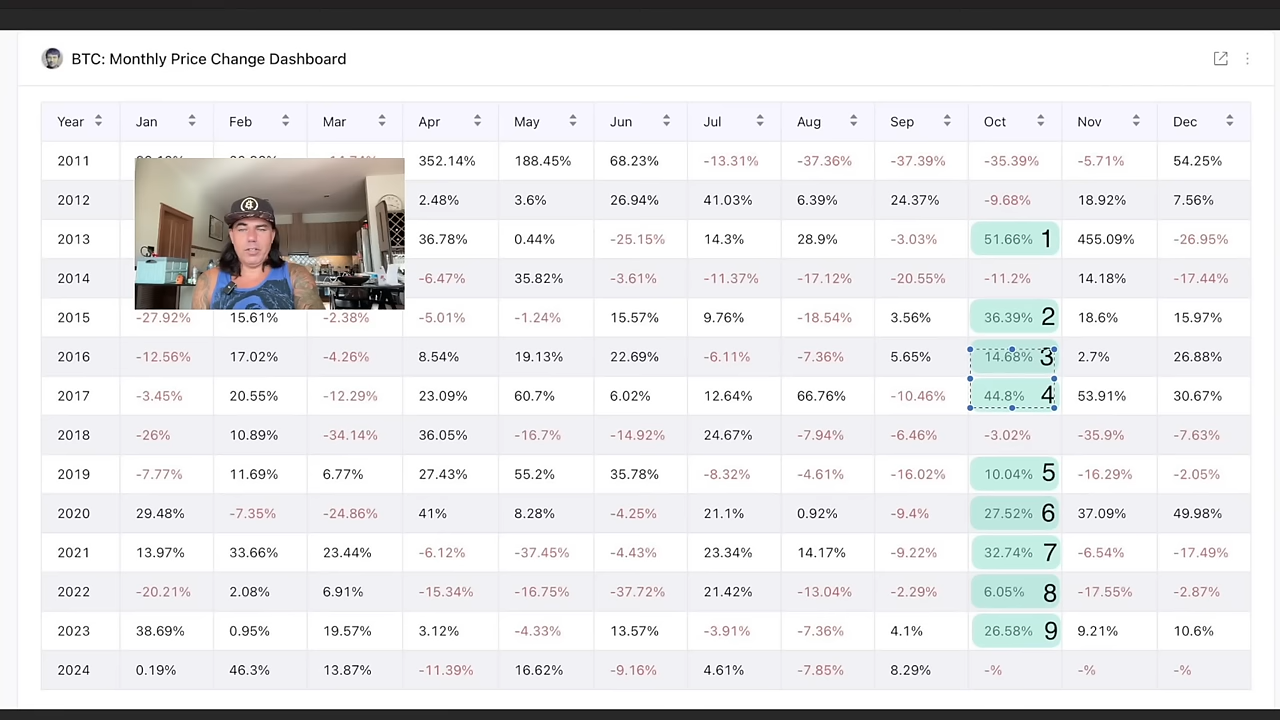 BTC: Monthly Price Change Dashboard
Year Jan Feb Mar Apr May Jun Jul Aug Sep Oct Nov Dec
2011 352.14% 188.45% 68.23% -13.31% -37.36% -37.39% -35.39% -5.71% 54.25%
2012 2.48% 3.6% 26.94% 41.03% 6.39% 24.37% -9.68% 18.92% 7.56%
2013 36.78% 0.44% -25.15% 14.3% 28.9% -3.03% 51.66% 1 455.09% -26.95%
2014 -6.47% 35.82% -3.61% -11.37% -17.12% -20.55% -11.2% 14.18% -17.44%
2015 -27.92% 15.61% -2.38% -5.01% -1.24% 15.57% 9.76% -18.54% 3.56% 36.39% 2 18.6% 15.97%
2016 -12.56% 17.02% -4.26% 8.54% 19.13% 22.69% -6.11% -7.36% 5.65% 14.68% 3 2.7% 26.88%
2017 -3.45% 20.55% -12.29% 23.09% 60.7% 6.02% 12.64% 66.76% -10.46% 44.8% 4 53.91% 30.67%
2018 -26% 10.89% -34.14% 36.05% -16.7% -14.92% 24.67% -7.94% -6.46% -3.02% -35.9% -7.63%
2019 -7.77% 11.69% 6.77% 27.43% 55.2% 35.78% -8.32% -4.61% -16.02% 10.04% 5 -16.29% -2.05%
2020 29.48% -7.35% -24.86% 41% 8.28% -4.25% 21.1% 0.92% -9.4% 27.52% 6 37.09% 49.98%
2021 13.97% 33.66% 23.44% -6.12% -37.45% -4.43% 23.34% 14.17% -9.22% 32.74% 7 -6.54% -17.49%
2022 -20.21% 2.08% 6.91% -15.34% -16.75% -37.72% 21.42% -13.04% -2.29% 6.05% 8 -17.55% -2.87%
2023 38.69% 0.95% 19.57% 3.12% -4.33% 13.57% -3.91% -7.36% 4.1% 26.58% 9 9.21% 10.6%
2024 0.19% 46.3% 13.87% -11.39% 16.62% -9.16% 4.61% -7.85% 8.29% -% -% -%